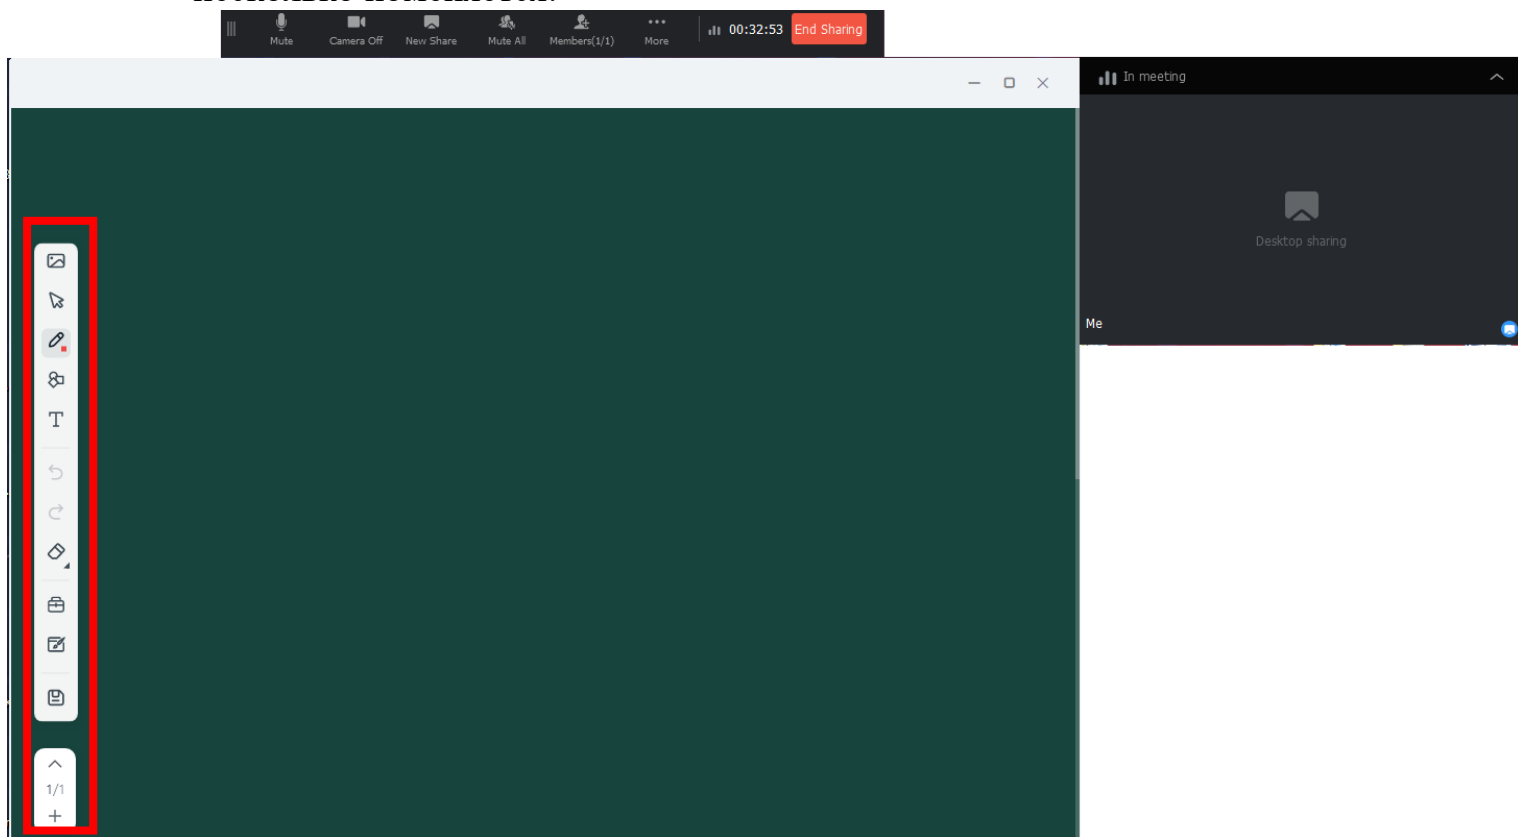 Mute Camera Off New Share Mute All Members(1/1) More 00:32:53 End Sharing
In meeting
Desktop sharing
Me
1/1